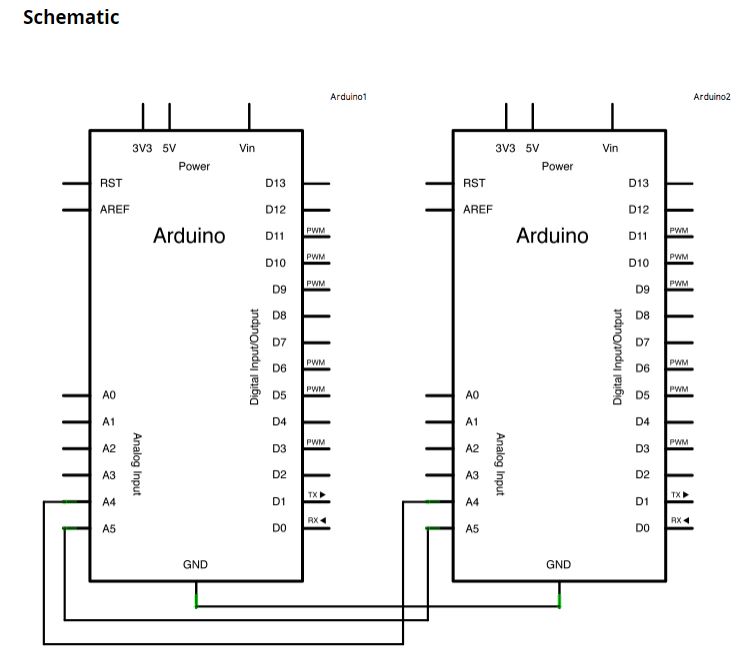 Schematic
Arduino1
Arduino2
3V3 5V Vin
Power
RST D13
AREF D12
Arduino
D11 PWM
D10 PWM
D9 PWM
D8
D7
D6 PWM
Digital Input/Output
A0 D5 PWM
A1 D4
A2 D3 PWM
A3 D2
Analog Input
A4 D1 TX
A5 D0 RX
GND
3V3 5V Vin
Power
RST D13
AREF D12
Arduino
D11 PWM
D10 PWM
D9 PWM
D8
D7
D6 PWM
Digital Input/Output
A0 D5 PWM
A1 D4
A2 D3 PWM
A3 D2
Analog Input
A4 D1 TX
A5 D0 RX
GND